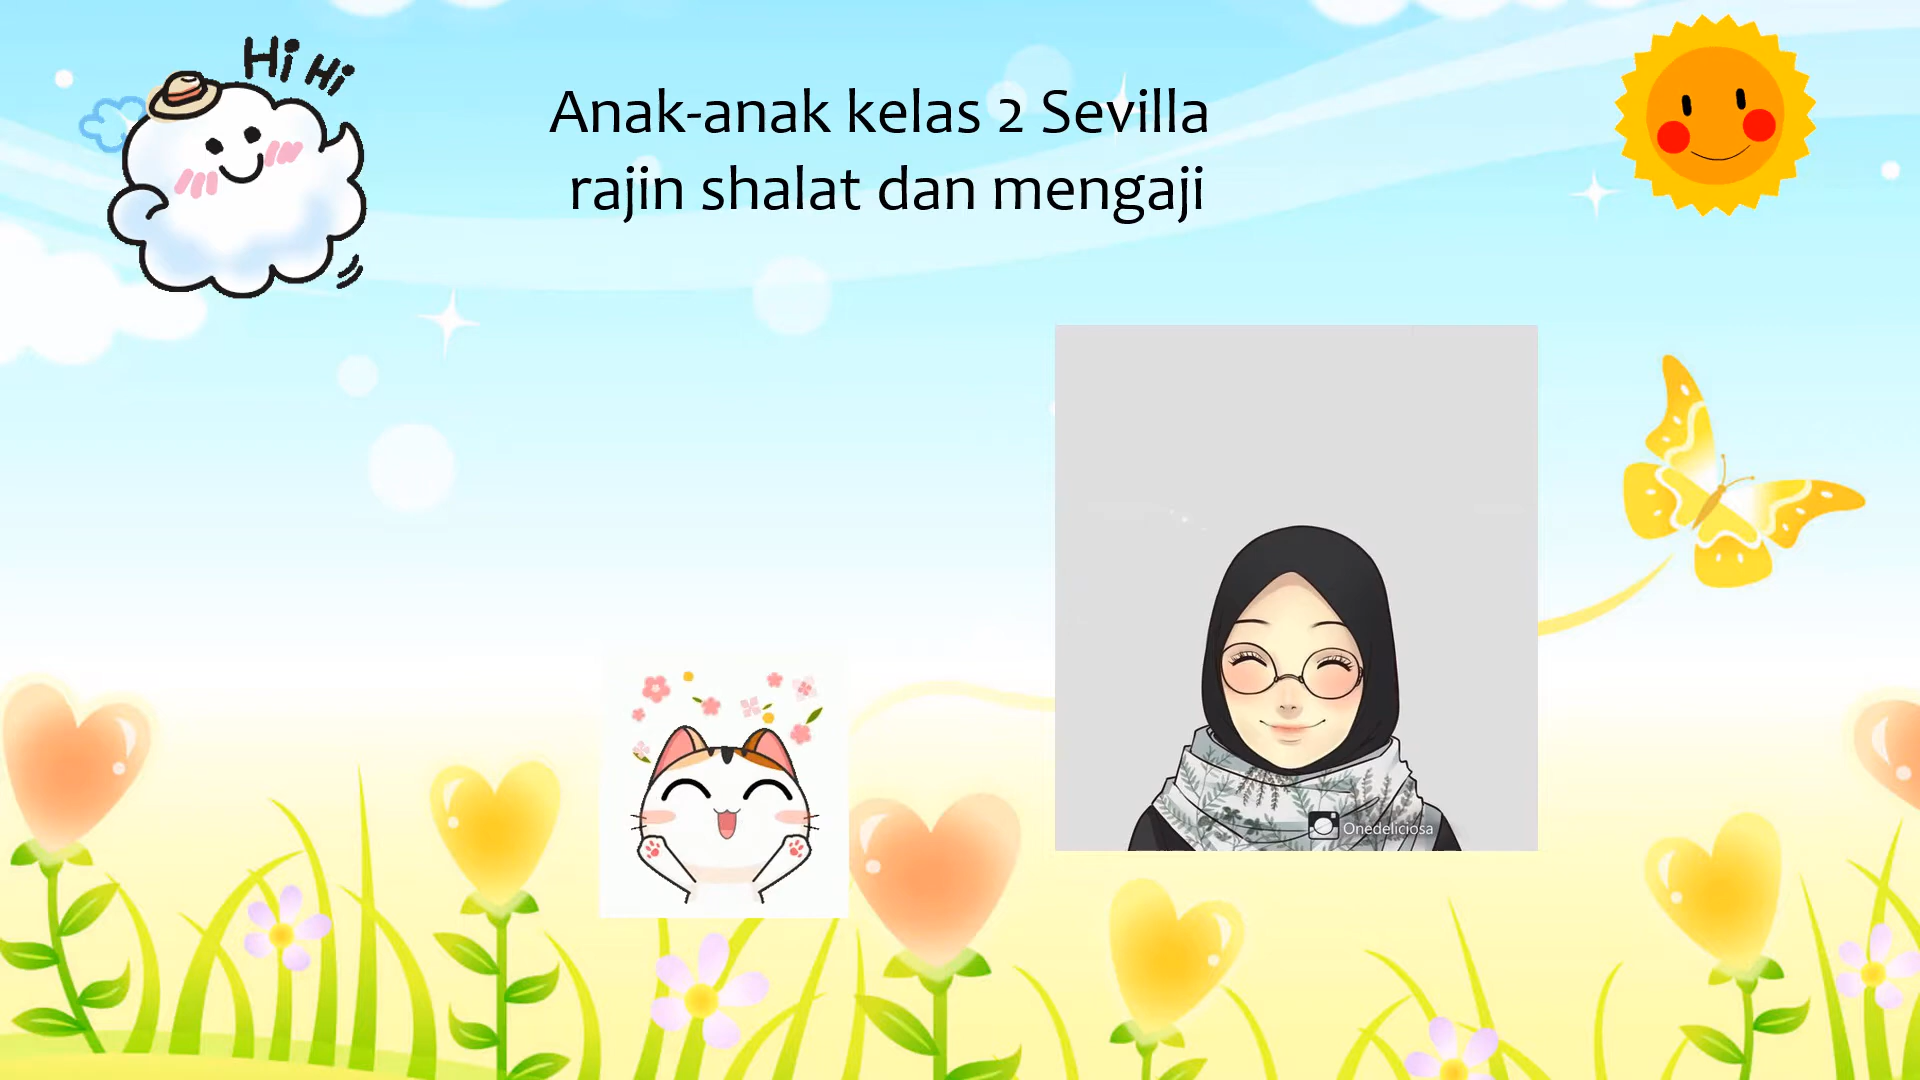 Hi Hi
Anak-anak kelas 2 Sevilla
rajin shalat dan mengaji
Onedeliciosa